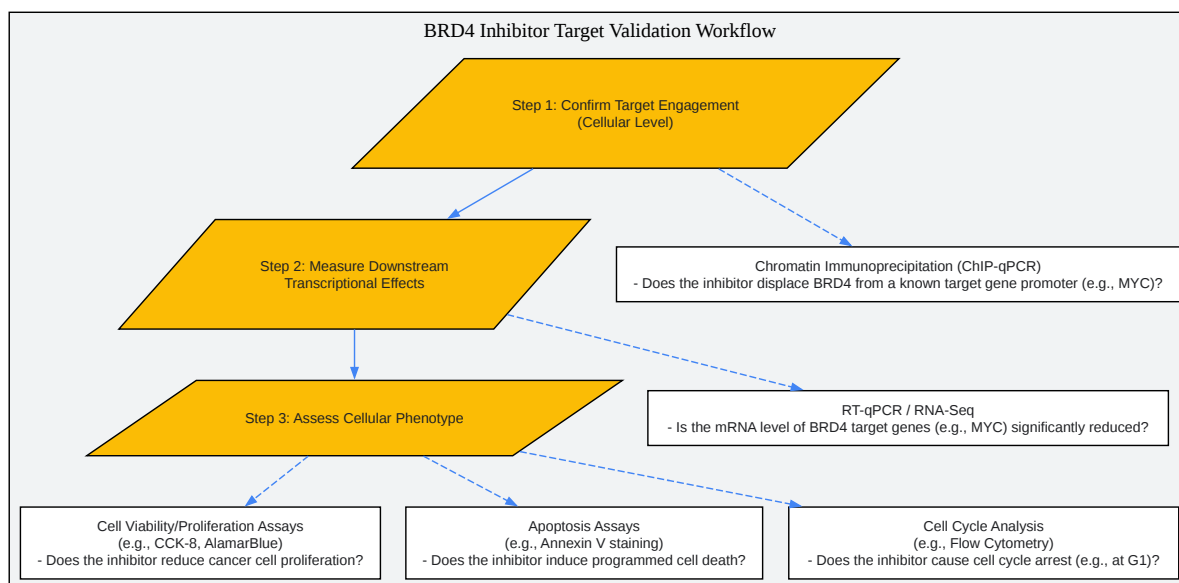 BRD4 Inhibitor Target Validation Workflow
Step 1: Confirm Target Engagement
(Cellular Level)
Step 2: Measure Downstream
Transcriptional Effects
Chromatin Immunoprecipitation (ChIP-qPCR)
- Does the inhibitor displace BRD4 from a known target gene promoter (e.g., MYC)?
Step 3: Assess Cellular Phenotype
RT-qPCR / RNA-Seq
- Is the mRNA level of BRD4 target genes (e.g., MYC) significantly reduced?
Cell Viability/Proliferation Assays
(e.g., CCK-8, AlamarBlue)
- Does the inhibitor reduce cancer cell proliferation?
Apoptosis Assays
(e.g., Annexin V staining)
- Does the inhibitor induce programmed cell death?
Cell Cycle Analysis
(e.g., Flow Cytometry)
- Does the inhibitor cause cell cycle arrest (e.g., at G1)?